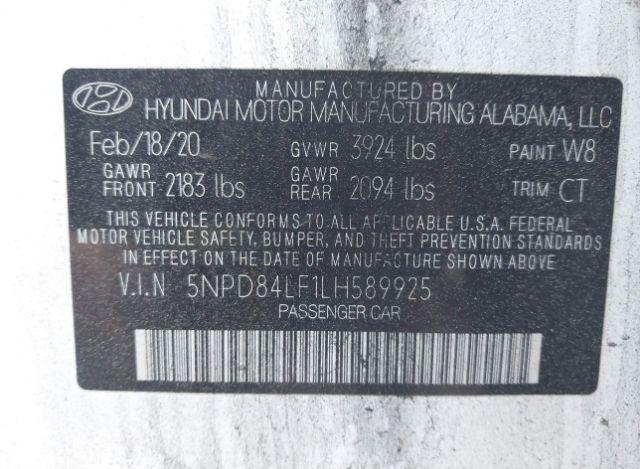 MANUFACTURED BY
HYUNDAI MOTOR MANUFACTURING ALABAMA, LLC
Feb/18/20 GVWR 3924 lbs PAINT W8
GAWR FRONT 2183 lbs GAWR REAR 2094 lbs TRIM CT
THIS VEHICLE CONFORMS TO ALL APPLICABLE U.S.A. FEDERAL
MOTOR VEHICLE SAFETY, BUMPER, AND THEFT PREVENTION STANDARDS
IN EFFECT ON THE DATE OF MANUFACTURE SHOWN ABOVE.
V.I.N 5NPD84LF1LH589925
PASSENGER CAR